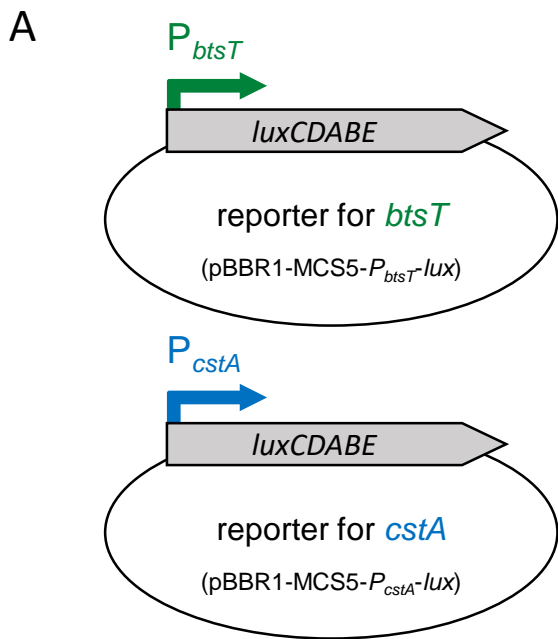 A
PbtsT
luxCDABE
reporter for btsT
(pBBR1-MCS5-PbtsT-lux)
PcstA
luxCDABE
reporter for cstA
(pBBR1-MCS5-PcstA-lux)